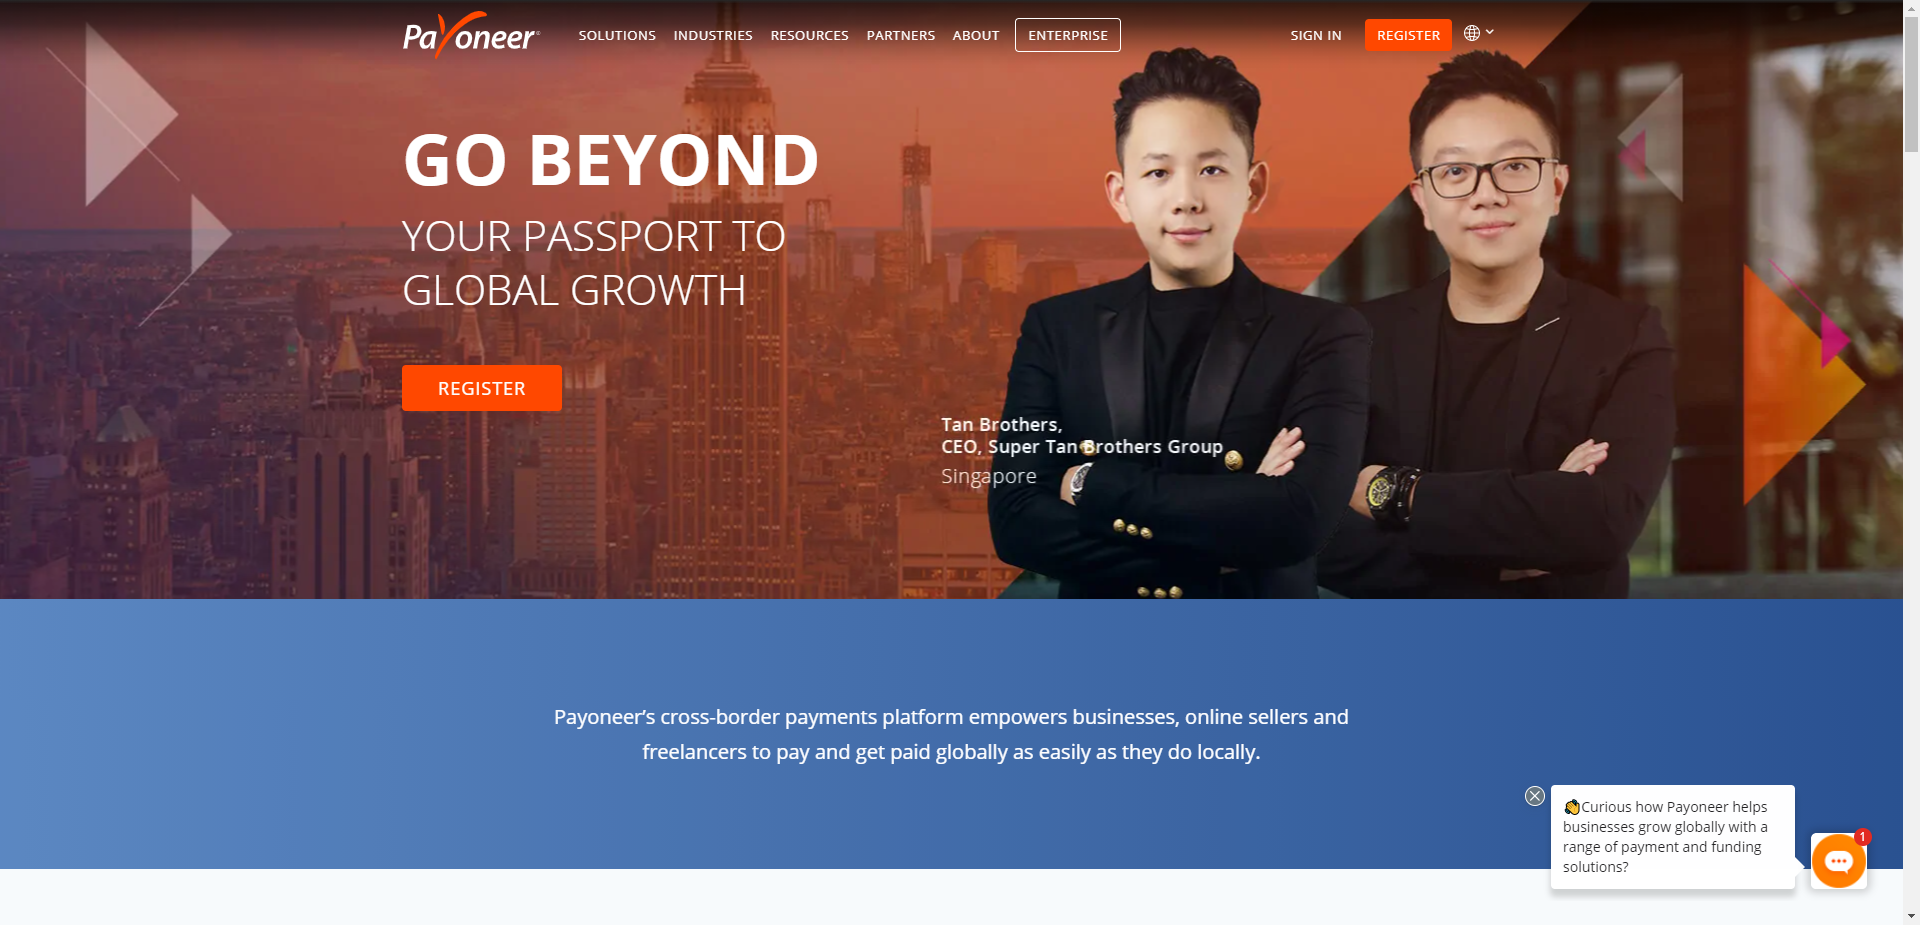 Payoneer
SOLUTIONS INDUSTRIES RESOURCES PARTNERS ABOUT ENTERPRISE SIGN IN REGISTER
GO BEYOND
YOUR PASSPORT TO
GLOBAL GROWTH
REGISTER
Tan Brothers,
CEO, Super Tan Brothers Group
Singapore
Payoneer’s cross-border payments platform empowers businesses, online sellers and
freelancers to pay and get paid globally as easily as they do locally.
👏Curious how Payoneer helps
businesses grow globally with a
range of payment and funding
solutions?
1